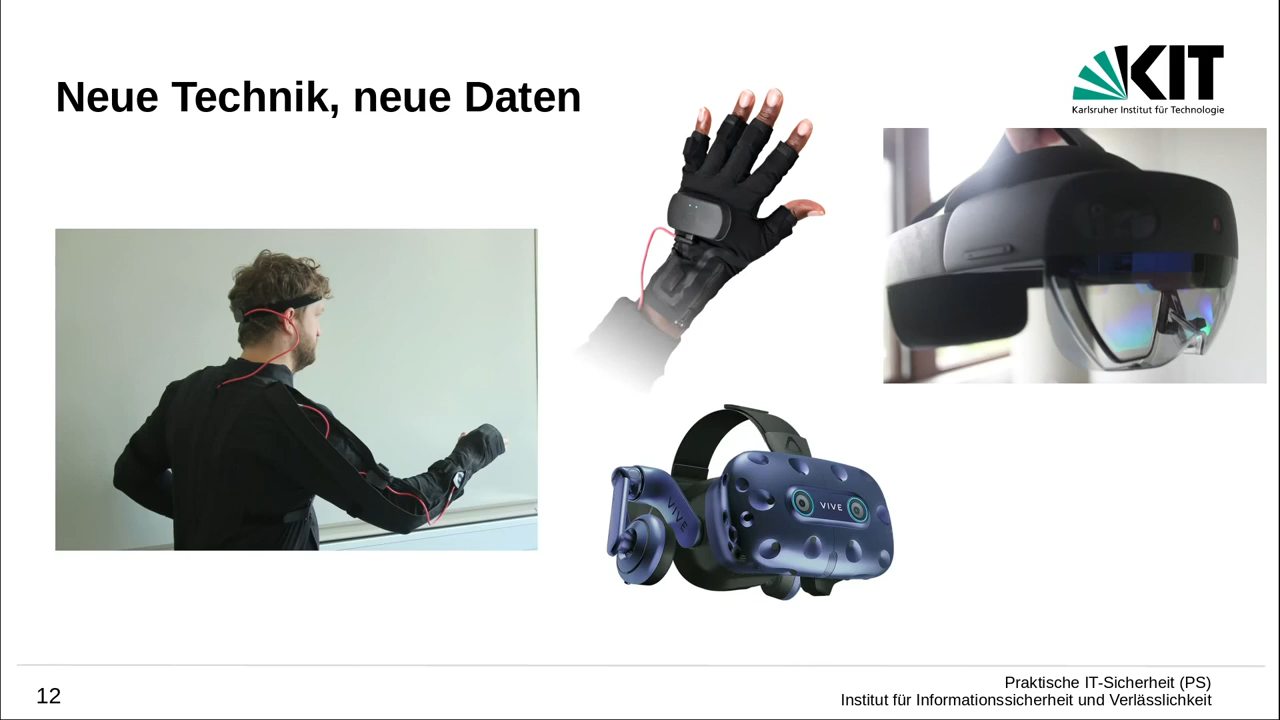 Neue Technik, neue Daten
KIT
Karlsruher Institut für Technologie
VIVE
VIVE
12
Praktische IT-Sicherheit (PS)
Institut für Informationssicherheit und Verlässlichkeit